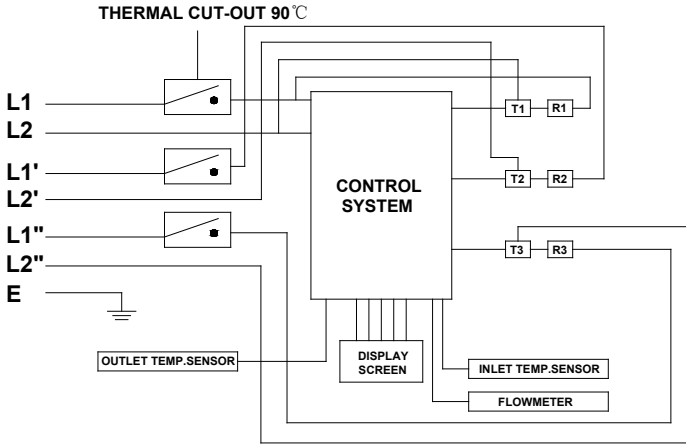 THERMAL CUT-OUT 90℃
L1
L2
L1'
L2'
L1"
L2"
E
CONTROL
SYSTEM
T1
R1
T2
R2
T3
R3
OUTLET TEMP.SENSOR
DISPLAY
SCREEN
INLET TEMP.SENSOR
FLOWMETER